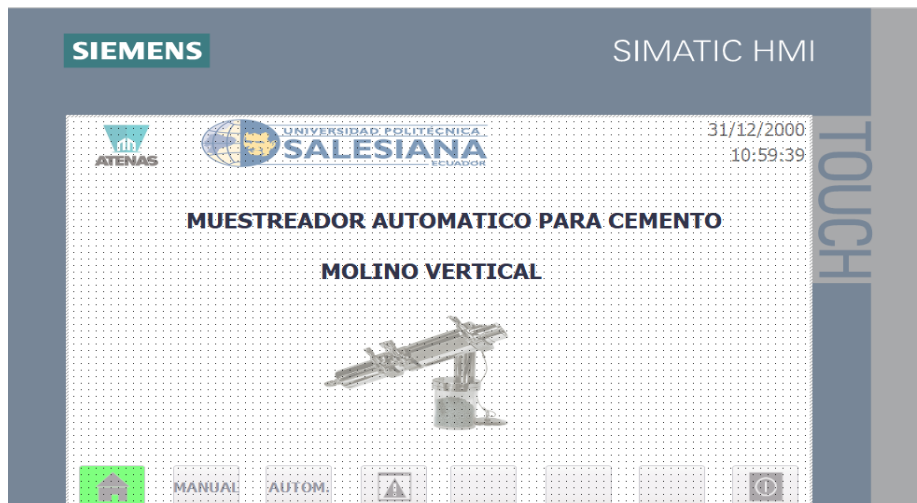 SIEMENS
SIMATIC HMI
ATENAS
UNIVERSIDAD POLITÉCNICA
SALESIANA
ECUADOR
31/12/2000
10:59:39
TOUCH
MUESTREADOR AUTOMATICO PARA CEMENTO
MOLINO VERTICAL
MANUAL
AUTOM.